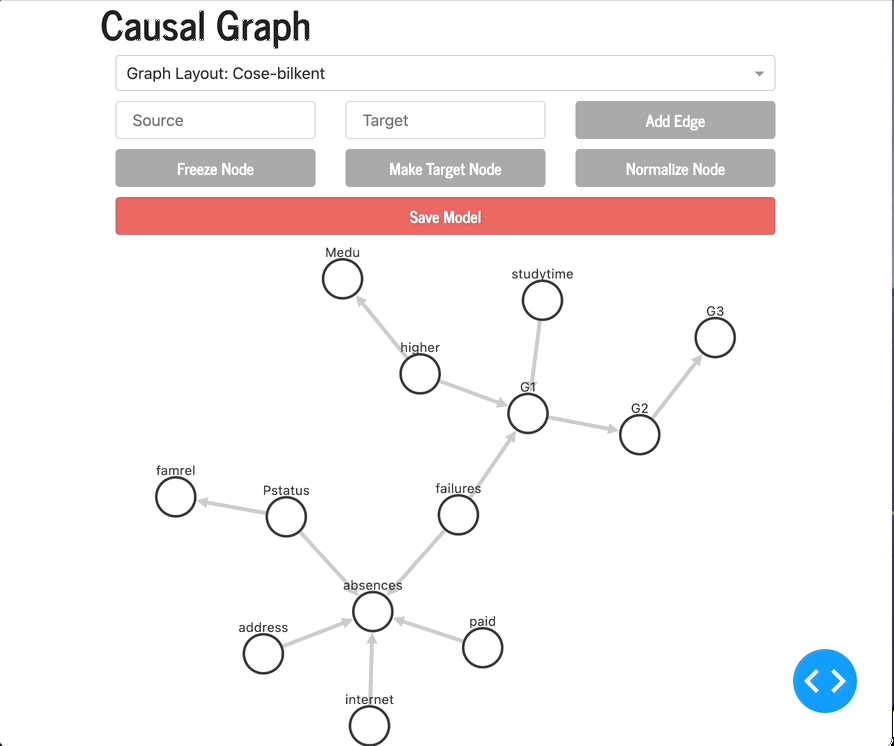 Causal Graph
Graph Layout: Cose-bilkent
Source
Target
Add Edge
Freeze Node
Make Target Node
Normalize Node
Save Model
Medu
studytime
G3
higher
G1
G2
famrel
Pstatus
failures
absences
address
paid
internet